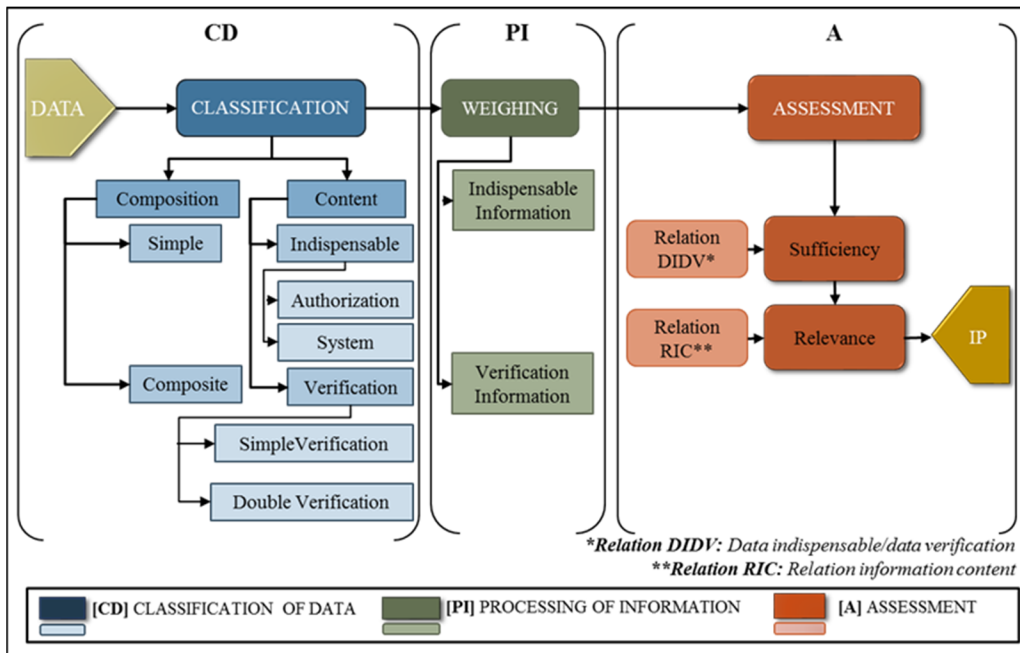 CD
PI
A
DATA
CLASSIFICATION
WEIGHING
ASSESSMENT
Composition
Content
Simple
Indispensable
Authorization
System
Composite
Verification
SimpleVerification
Double Verification
Indispensable
Information
Verification
Information
Relation
DIDV*
Sufficiency
Relation
RIC**
Relevance
IP
*Relation DIDV: Data indispensable/data verification
**Relation RIC: Relation information content
[CD] CLASSIFICATION OF DATA
[PI] PROCESSING OF INFORMATION
[A] ASSESSMENT